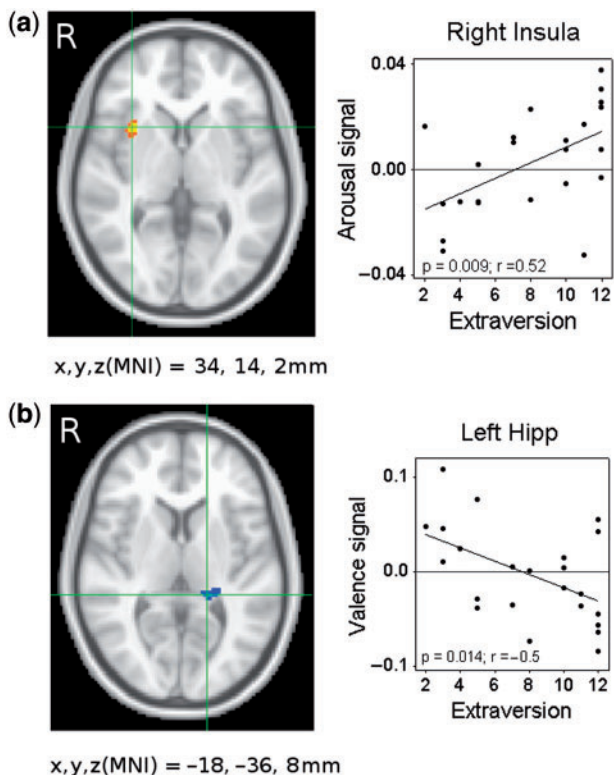 (a)
R
x,y,z(MNI) = 34, 14, 2mm
Right Insula
Arousal signal
0.04
0.00
−0.04
p = 0.009; r =0.52
2 4 6 8 10 12
Extraversion
(b)
R
x,y,z(MNI) = −18, −36, 8mm
Left Hipp
Valence signal
0.1
0.0
−0.1
p = 0.014; r =−0.5
2 4 6 8 10 12
Extraversion